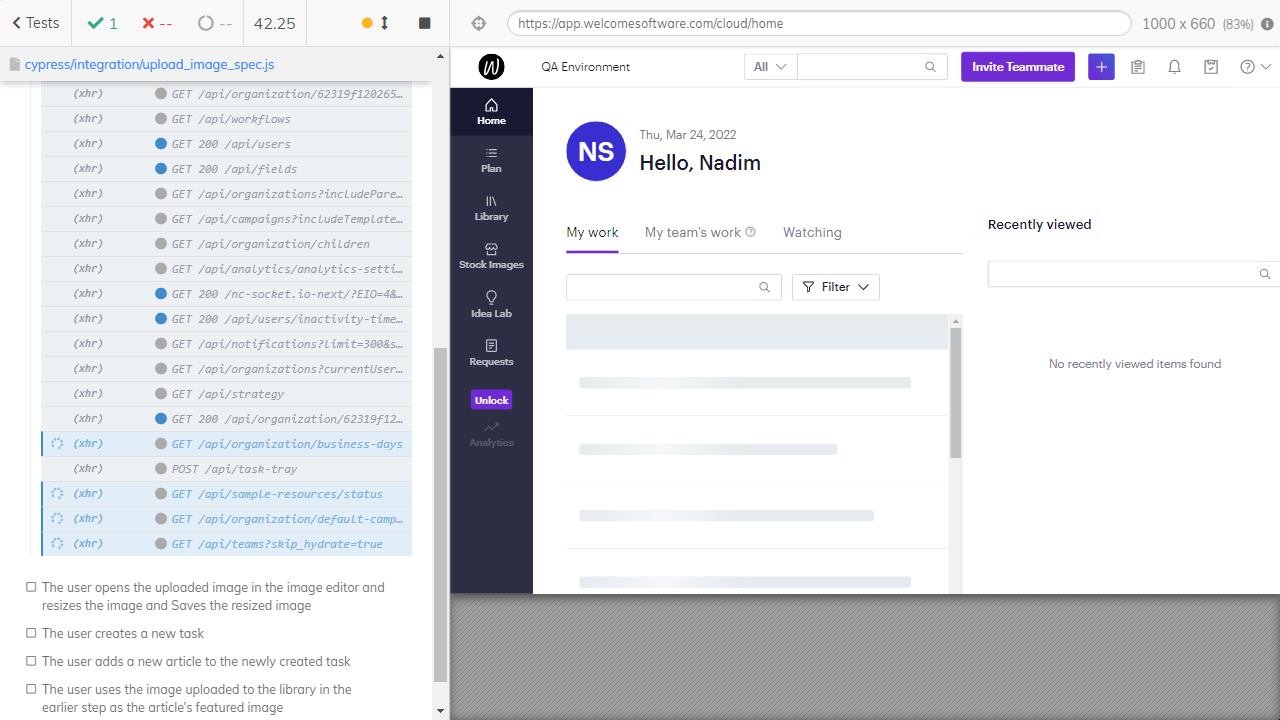 Tests
1
--
--
42.25
https://app.welcomesoftware.com/cloud/home
1000 x 660 (83%)
cypress/integration/upload_image_spec.js
(xhr) GET /api/organization/62319f120265…
(xhr) GET /api/workflows
(xhr) GET 200 /api/users
(xhr) GET 200 /api/fields
(xhr) GET /api/organizations?includePare…
(xhr) GET /api/campaigns?includeTemplate…
(xhr) GET /api/organization/children
(xhr) GET /api/analytics/analytics-setti…
(xhr) GET 200 /nc-socket.io-next/?EIO=4&…
(xhr) GET 200 /api/users/inactivity-time…
(xhr) GET /api/notifications?limit=300&s…
(xhr) GET /api/organizations?currentUser…
(xhr) GET /api/strategy
(xhr) GET 200 /api/organization/62319f12…
(xhr) GET /api/organization/business-days
(xhr) POST /api/task-tray
(xhr) GET /api/sample-resources/status
(xhr) GET /api/organization/default-camp…
(xhr) GET /api/teams?skip_hydrate=true
The user opens the uploaded image in the image editor and
resizes the image and Saves the resized image
The user creates a new task
The user adds a new article to the newly created task
The user uses the image uploaded to the library in the
earlier step as the article's featured image
W
QA Environment
All
Invite Teammate
Home
Plan
Library
Stock Images
Idea Lab
Requests
Unlock
Analytics
NS
Thu, Mar 24, 2022
Hello, Nadim
My work
My team's work
Watching
Filter
Recently viewed
No recently viewed items found